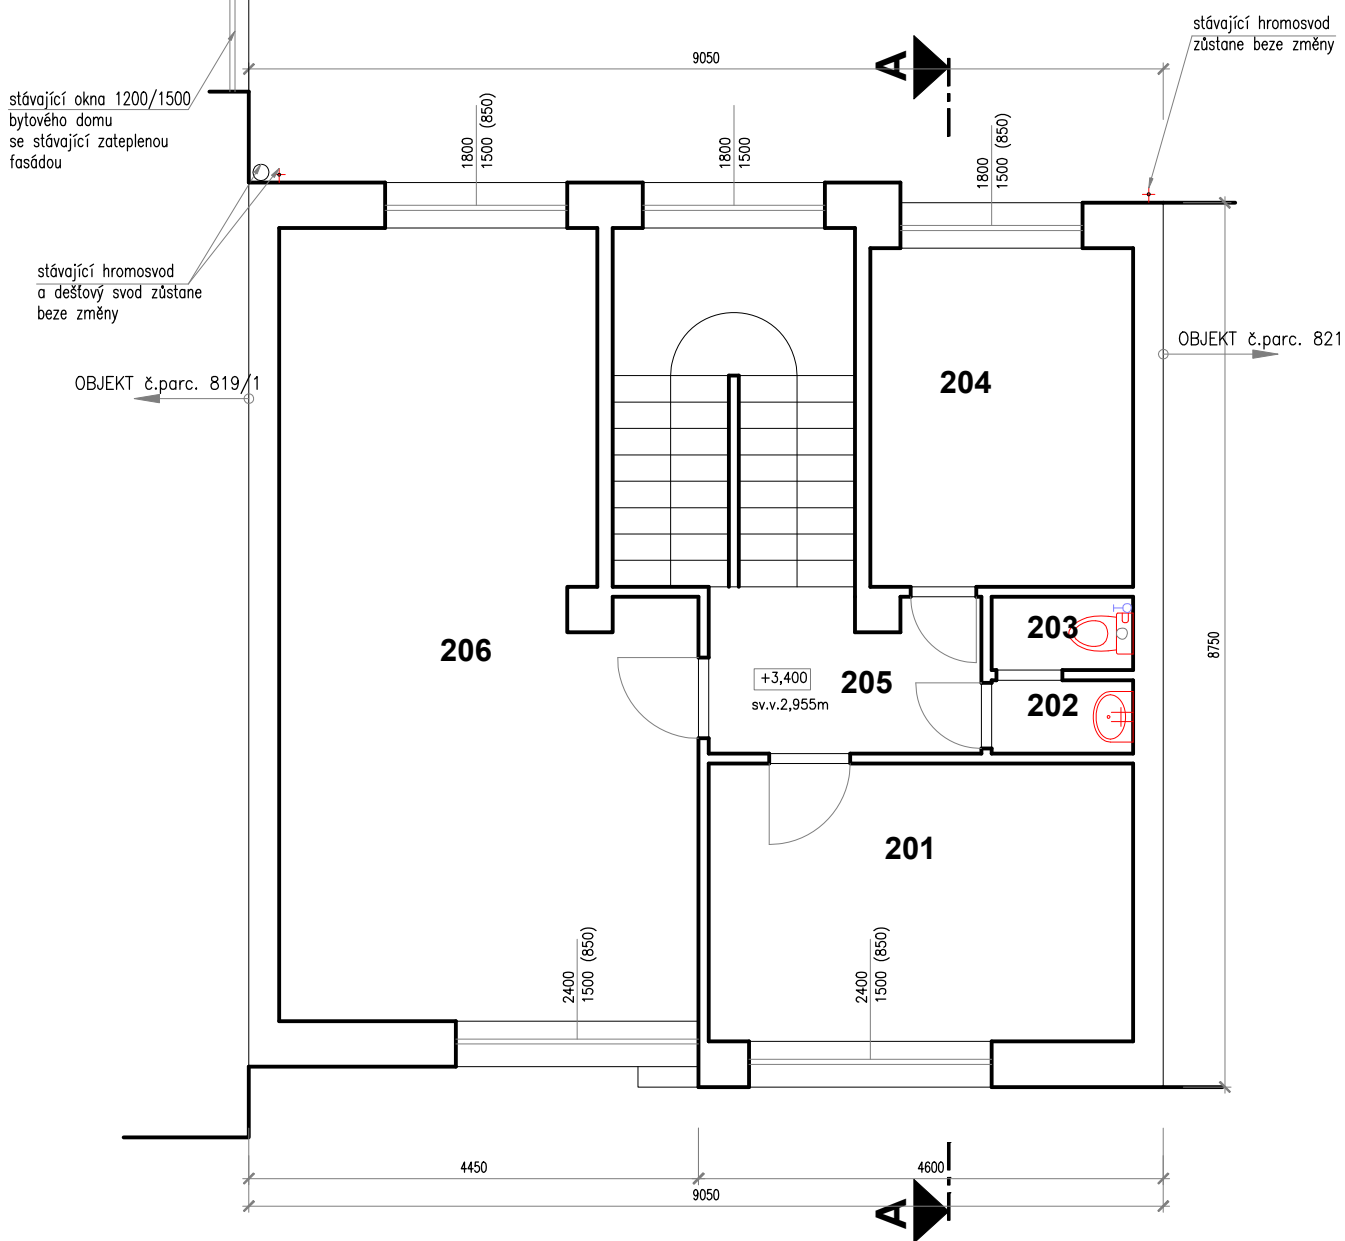 stávající hromosvod
zůstane beze změny
9050
A
stávající okna 1200/1500
bytového domu
se stávající zateplenou
fasádou
1800
1500 (850)
1800
1500
1800
1500 (850)
stávající hromosvod
a dešťový svod zůstane
beze změny
OBJEKT č.parc. 821
OBJEKT č.parc. 819/1
204
203
206
205
+3,400
sv.v.2,955m
202
8750
201
2400
1500 (850)
2400
1500 (850)
4450
4600
9050
A